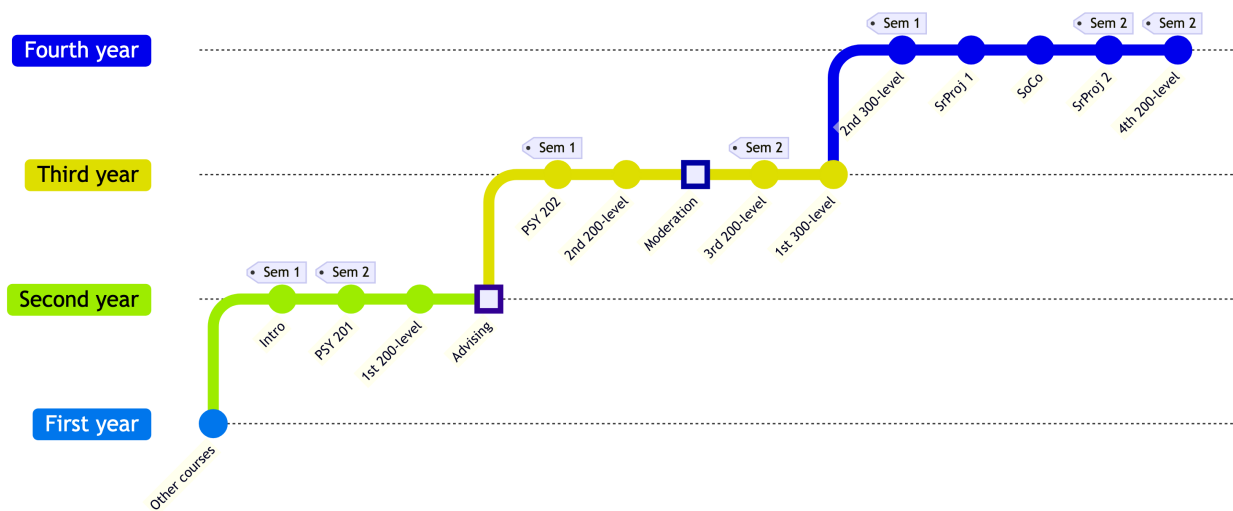 Sem 1
Sem 2
Sem 2
Fourth year
2nd 300-level
SrProj 1
SoCo
SrProj 2
4th 200-level
Sem 1
Sem 2
Third year
PSY 202
2nd 200-level
Moderation
3rd 200-level
1st 300-level
Sem 1
Sem 2
Second year
Intro
PSY 201
1st 200-level
Advising
First year
Other courses